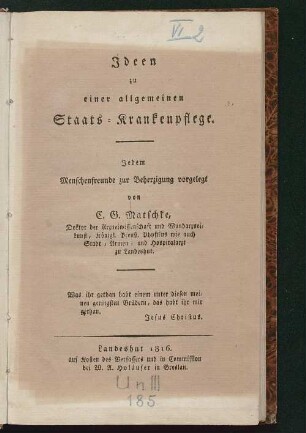 VI 2
Ideen
zu
einer allgemeinen
Staats-Krankenpflege.
Jedem
Menschenfreunde zur Beherzigung vorgelegt
von
C. G. Matschke,
Doktor der Arzneiwissenschaft und Wundarznei-
kunst, Königl. Preuß. Physikus wie auch
Stadt-, Armen- und Hospitalarzt
zu Landeshut.
Was ihr gethan habt einem unter diesen mei-
nen geringsten Brüdern, das habt ihr mir
gethan.
Jesus Christus.
Landeshut 1816.
auf Kosten des Verfassers und in Commission
bei W. A. Holäufer in Breslau.
Un III
185